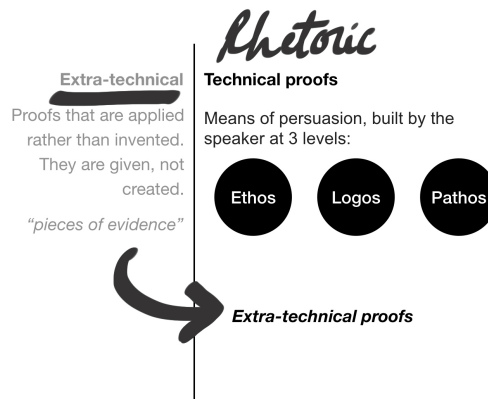 Rhetoric
Extra-technical
Proofs that are applied
rather than invented.
They are given, not
created.
“pieces of evidence”
Technical proofs
Means of persuasion, built by the
speaker at 3 levels:
Ethos
Logos
Pathos
Extra-technical proofs